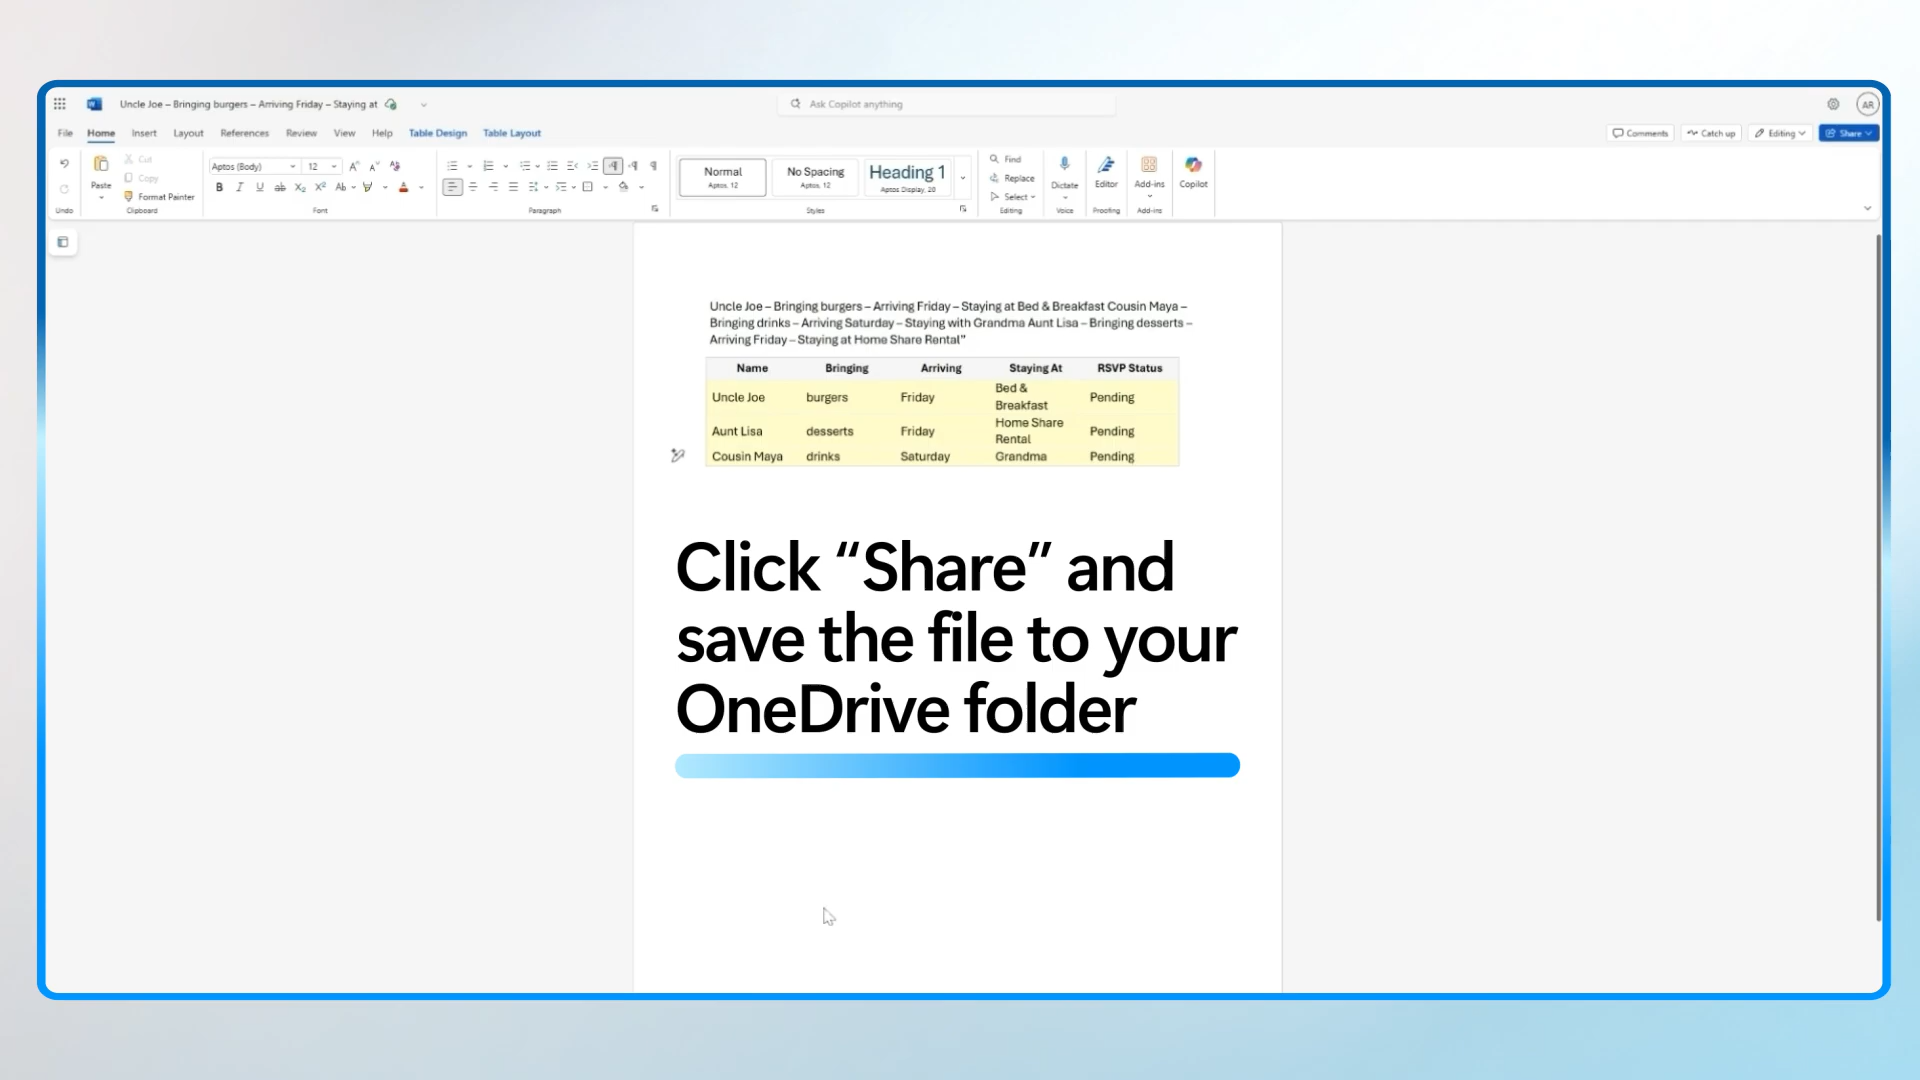 Uncle Joe – Bringing burgers – Arriving Friday – Staying at
Ask Copilot anything
AR
File Home Insert Layout References Review View Help Table Design Table Layout
Comments Catch up Editing Share
Paste
Cut
Copy
Format Painter
Undo
Clipboard
Aptos (Body) 12
Font
Paragraph
Normal
Aptos, 12
No Spacing
Aptos, 12
Heading 1
Aptos Display, 20
Styles
Find
Replace
Select
Editing
Dictate
Voice
Editor
Proofing
Add-ins
Add-ins
Copilot
Uncle Joe – Bringing burgers – Arriving Friday – Staying at Bed & Breakfast Cousin Maya –
Bringing drinks – Arriving Saturday – Staying with Grandma Aunt Lisa – Bringing desserts –
Arriving Friday – Staying at Home Share Rental”
Name Bringing Arriving Staying At RSVP Status
Uncle Joe burgers Friday Bed & Breakfast Pending
Aunt Lisa desserts Friday Home Share Rental Pending
Cousin Maya drinks Saturday Grandma Pending
Click “Share” and
save the file to your
OneDrive folder